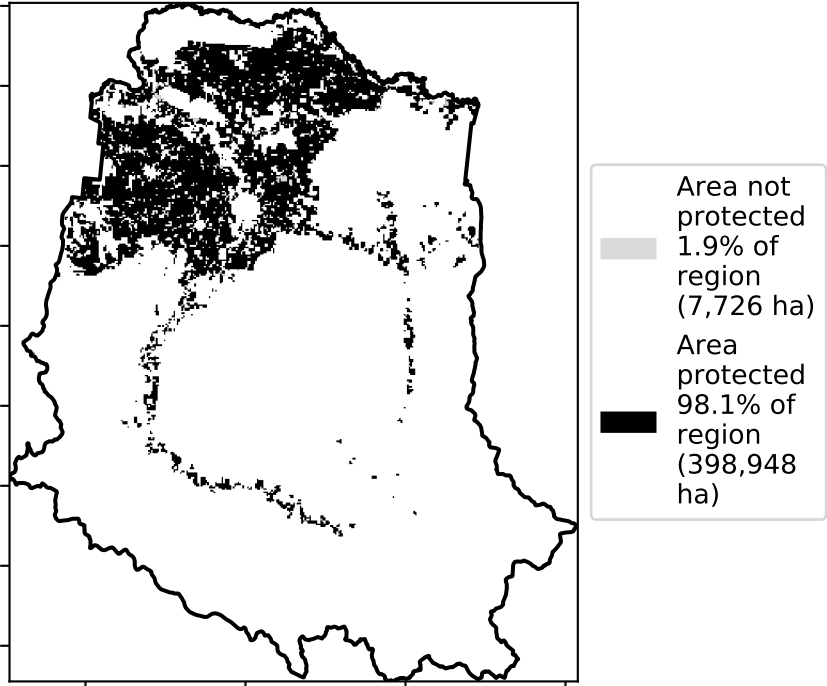 Area not
protected
1.9% of
region
(7,726 ha)
Area
protected
98.1% of
region
(398,948
ha)